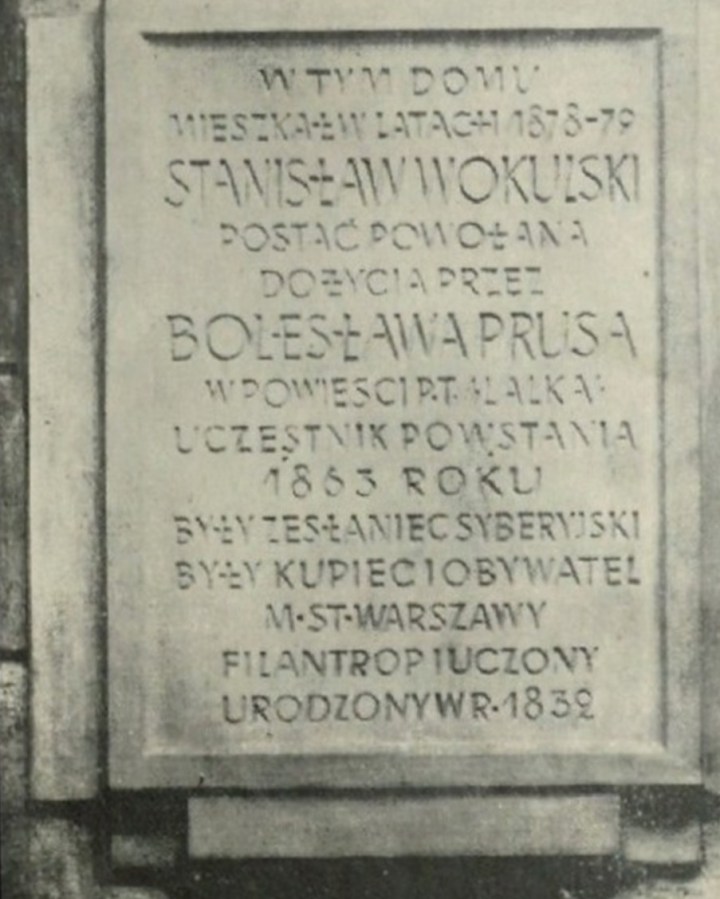 W TYM DOMU
MIESZKAŁ W LATACH 1878-79
STANISŁAW WOKULSKI
POSTAĆ POWOŁANA
DO ŻYCIA PRZEZ
BOLESŁAWA PRUSA
W POWIEŚCI P.T. „LALKA"
UCZĘSTNIK POWSTANIA
1863 ROKU
BYŁY ZESŁANIEC SYBERYJSKI
BYŁY KUPIEC I OBYWATEL
M·ST·WARSZAWY
FILANTROP I UCZONY
URODZONY W R·1832